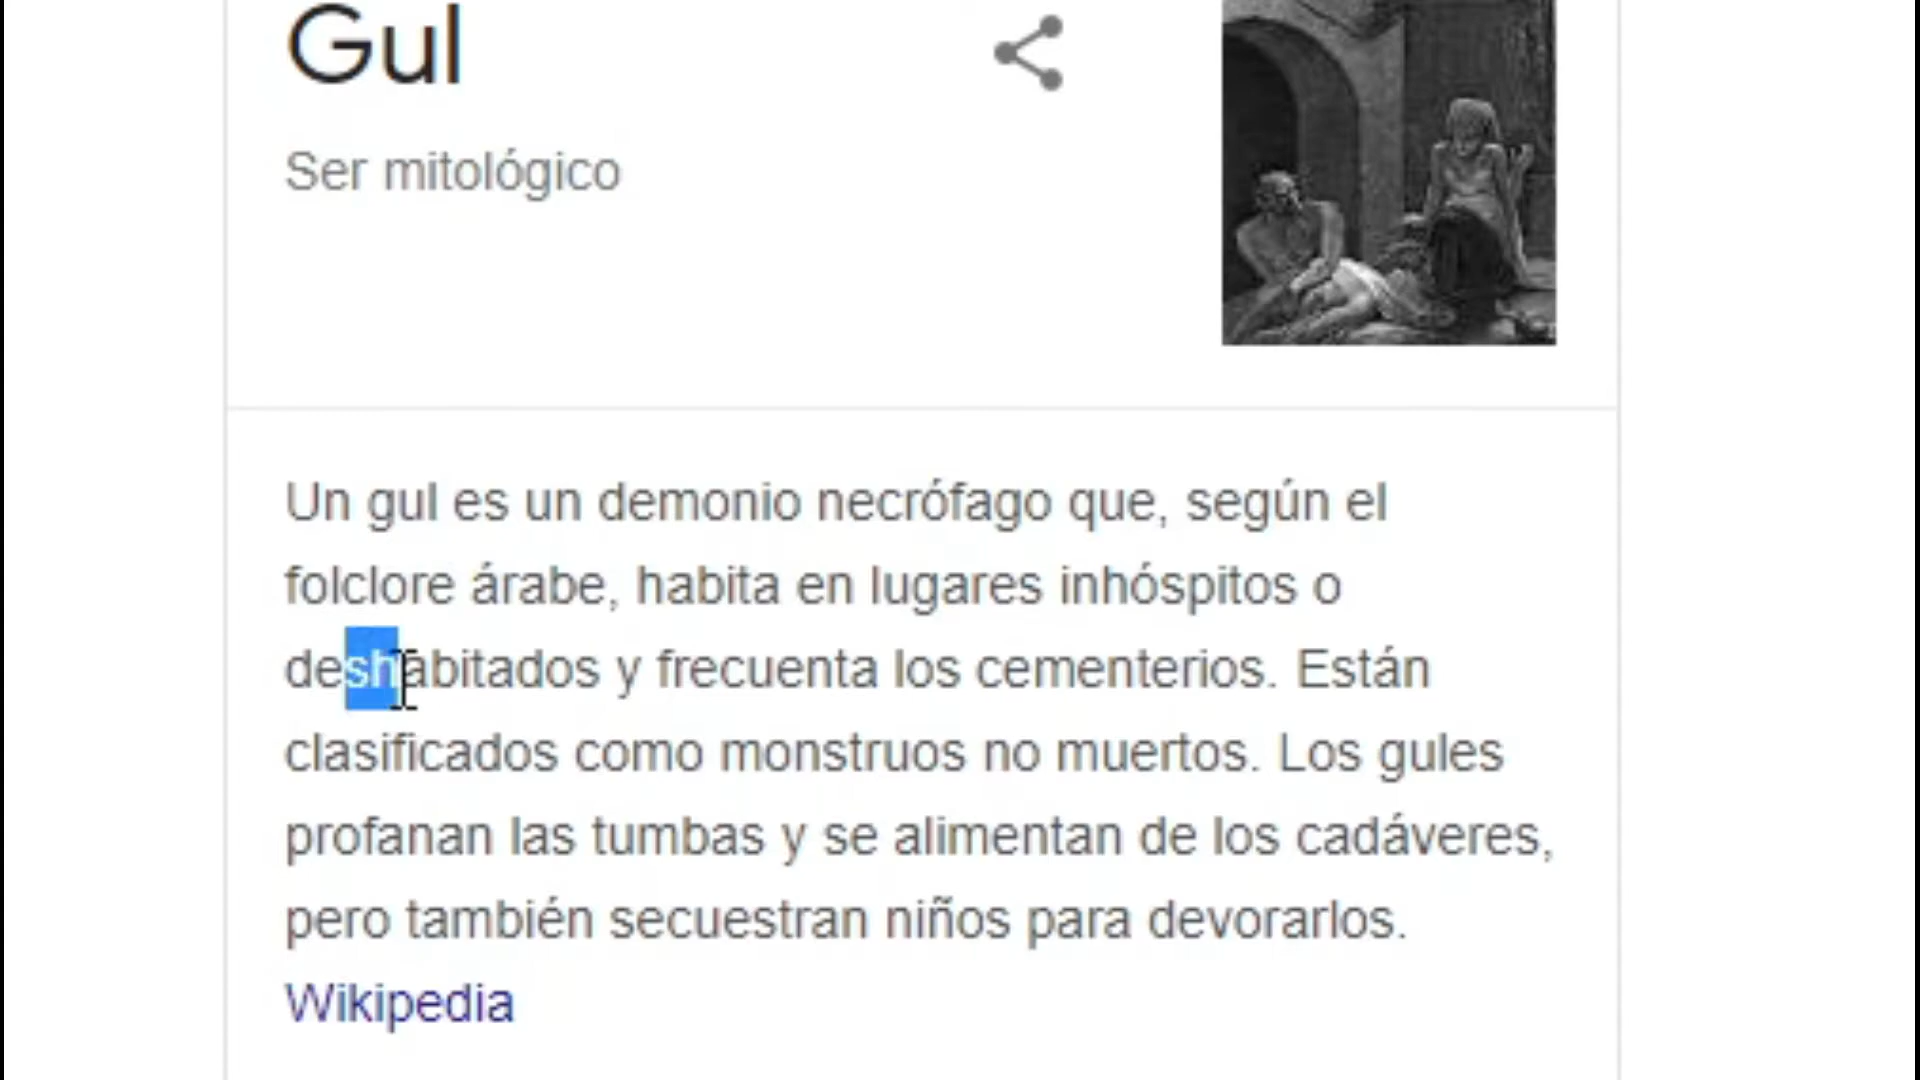 Gul
Ser mitológico
Un gul es un demonio necrófago que, según el
folclore árabe, habita en lugares inhóspitos o
deshabitados y frecuenta los cementerios. Están
clasificados como monstruos no muertos. Los gules
profanan las tumbas y se alimentan de los cadáveres,
pero también secuestran niños para devorarlos.
Wikipedia